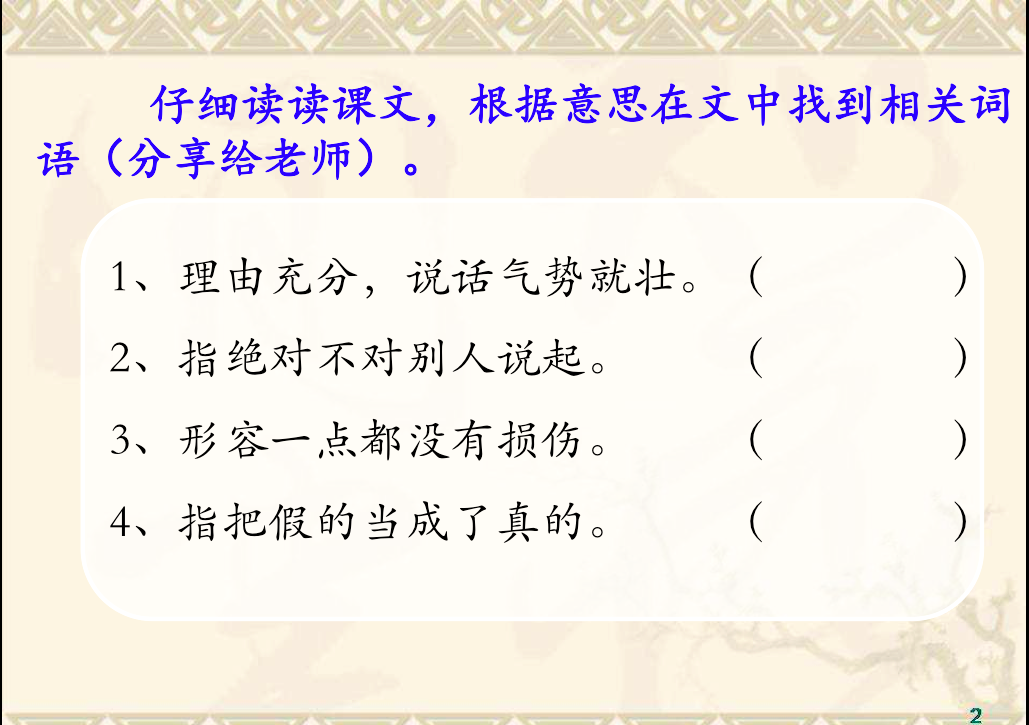 仔细读读课文，根据意思在文中找到相关词
语（分享给老师）。
1、理由充分，说话气势就壮。（　　　　）
2、指绝对不对别人说起。　　（　　　　）
3、形容一点都没有损伤。　　（　　　　）
4、指把假的当成了真的。　　（　　　　）
2